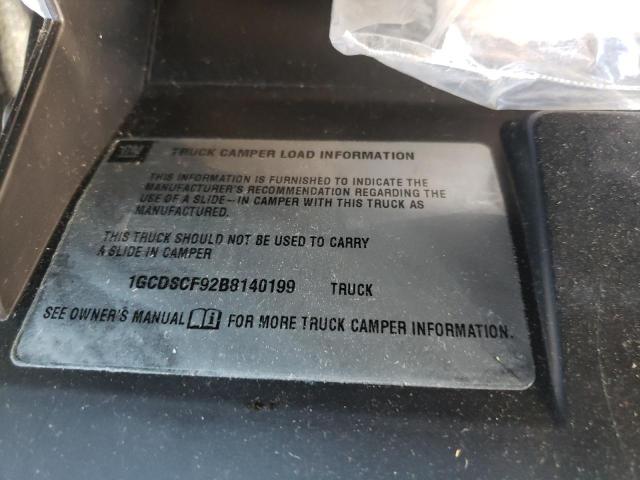 TRUCK CAMPER LOAD INFORMATION
THIS INFORMATION IS FURNISHED TO INDICATE THE
MANUFACTURER'S RECOMMENDATION REGARDING THE
USE OF A SLIDE-IN CAMPER WITH THIS TRUCK AS
MANUFACTURED.
THIS TRUCK SHOULD NOT BE USED TO CARRY
A SLIDE IN CAMPER
1GCDSCF92B8140199 TRUCK
SEE OWNER'S MANUAL FOR MORE TRUCK CAMPER INFORMATION.